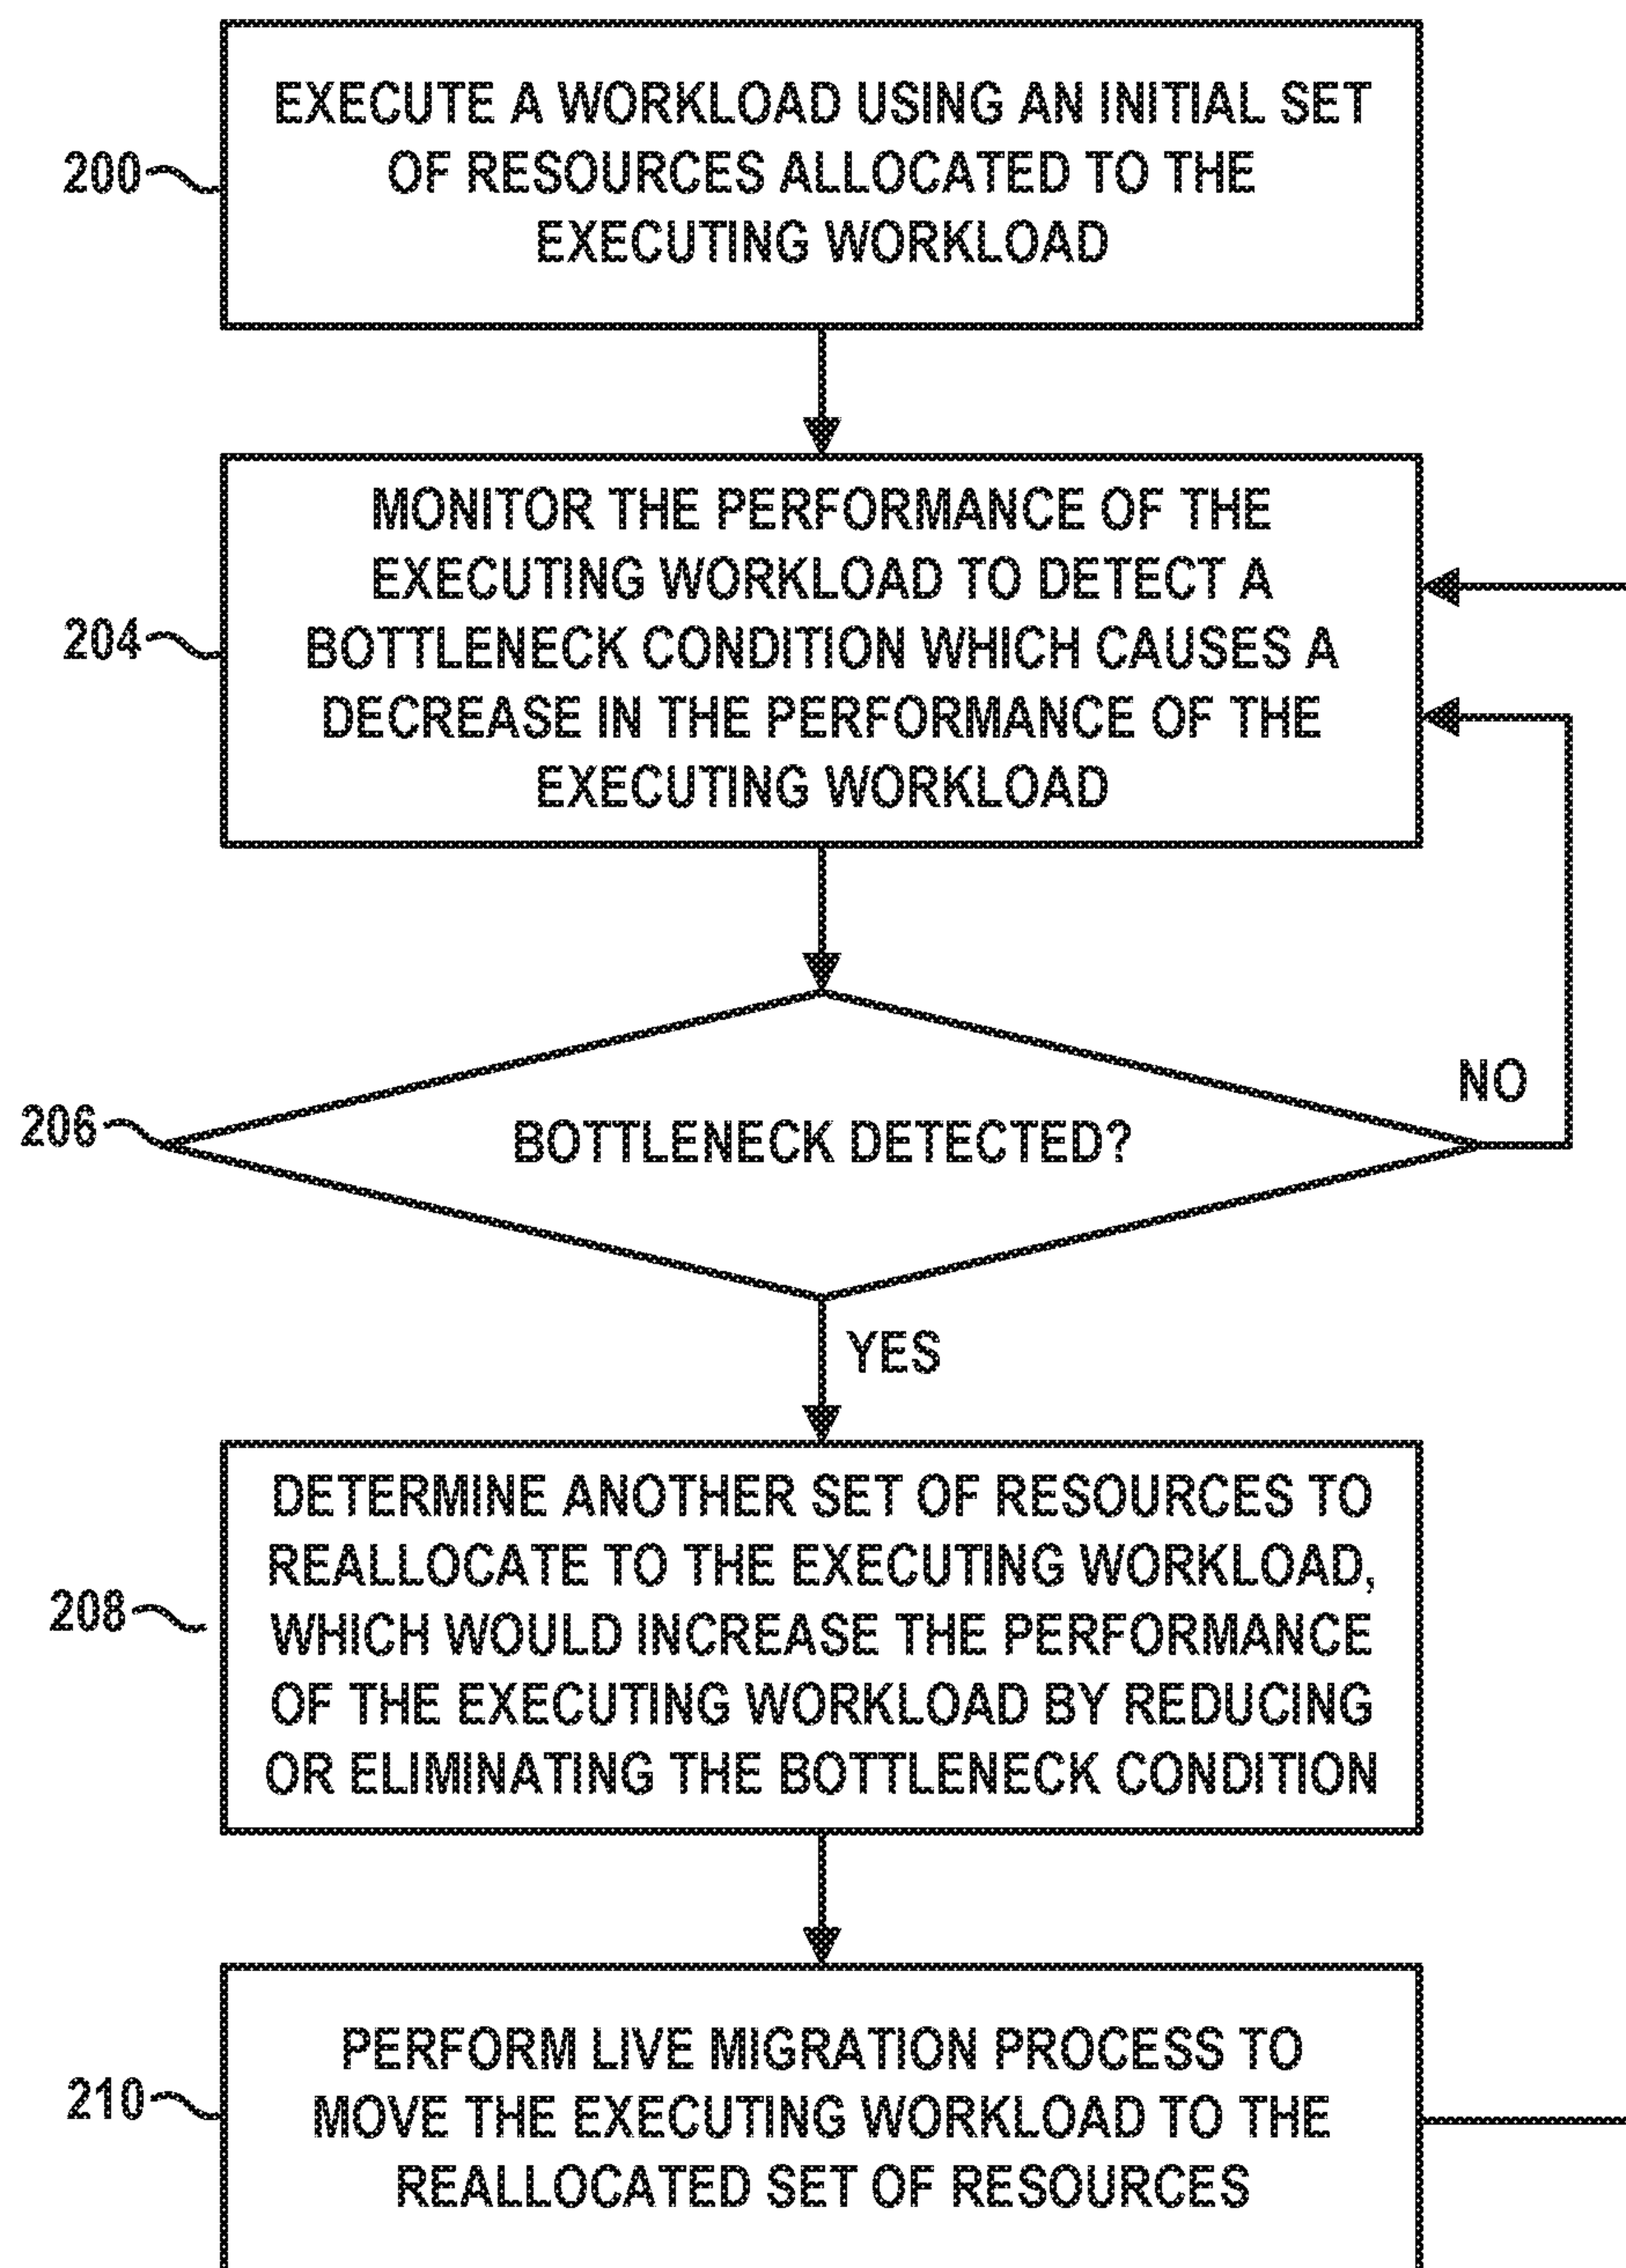 200
EXECUTE A WORKLOAD USING AN INITIAL SET
OF RESOURCES ALLOCATED TO THE
EXECUTING WORKLOAD
204
MONITOR THE PERFORMANCE OF THE
EXECUTING WORKLOAD TO DETECT A
BOTTLENECK CONDITION WHICH CAUSES A
DECREASE IN THE PERFORMANCE OF THE
EXECUTING WORKLOAD
206
BOTTLENECK DETECTED?
NO
YES
208
DETERMINE ANOTHER SET OF RESOURCES TO
REALLOCATE TO THE EXECUTING WORKLOAD,
WHICH WOULD INCREASE THE PERFORMANCE
OF THE EXECUTING WORKLOAD BY REDUCING
OR ELIMINATING THE BOTTLENECK CONDITION
210
PERFORM LIVE MIGRATION PROCESS TO
MOVE THE EXECUTING WORKLOAD TO THE
REALLOCATED SET OF RESOURCES